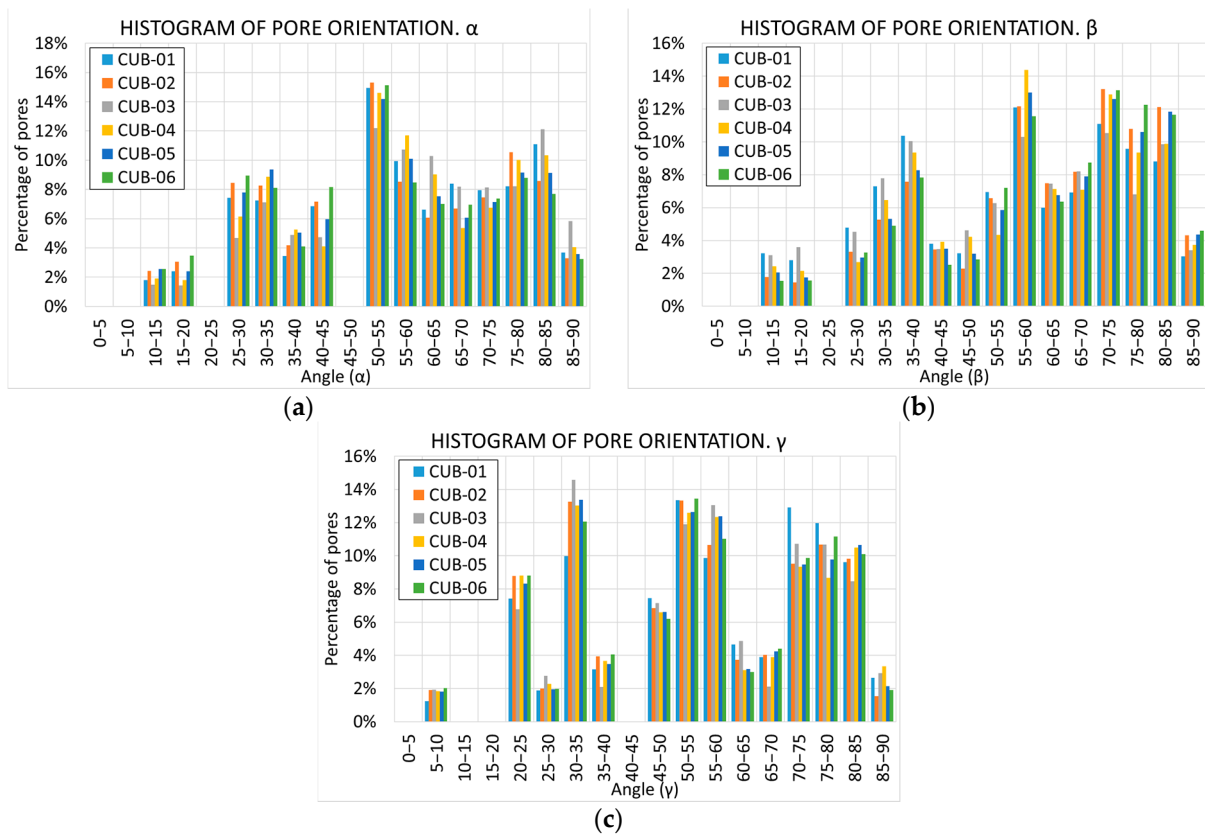 HISTOGRAM OF PORE ORIENTATION. α
18%
16%
14%
12%
10%
8%
6%
4%
2%
0%
Percentage of pores
CUB-01
CUB-02
CUB-03
CUB-04
CUB-05
CUB-06
0–5
5–10
10–15
15–20
20–25
25–30
30–35
35–40
40–45
45–50
50–55
55–60
60–65
65–70
70–75
75–80
80–85
85–90
Angle (α)
(a)
HISTOGRAM OF PORE ORIENTATION. β
16%
14%
12%
10%
8%
6%
4%
2%
0%
Percentage of pores
CUB-01
CUB-02
CUB-03
CUB-04
CUB-05
CUB-06
0–5
5–10
10–15
15–20
20–25
25–30
30–35
35–40
40–45
45–50
50–55
55–60
60–65
65–70
70–75
75–80
80–85
85–90
Angle (β)
(b)
HISTOGRAM OF PORE ORIENTATION. γ
16%
14%
12%
10%
8%
6%
4%
2%
0%
Percentage of pores
CUB-01
CUB-02
CUB-03
CUB-04
CUB-05
CUB-06
0–5
5–10
10–15
15–20
20–25
25–30
30–35
35–40
40–45
45–50
50–55
55–60
60–65
65–70
70–75
75–80
80–85
85–90
Angle (γ)
(c)